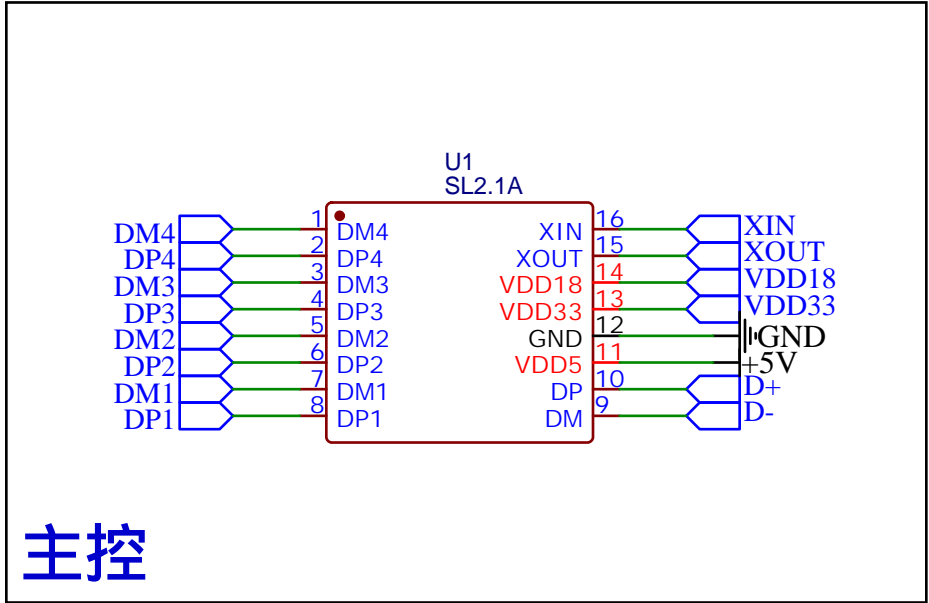 U1
SL2.1A
DM4 1 DM4 XIN 16 XIN
DP4 2 DP4 XOUT 15 XOUT
DM3 3 DM3 VDD18 14 VDD18
DP3 4 DP3 VDD33 13 VDD33
DM2 5 DM2 GND 12 GND
DP2 6 DP2 VDD5 11 +5V
DM1 7 DM1 DP 10 D+
DP1 8 DP1 DM 9 D-
主控